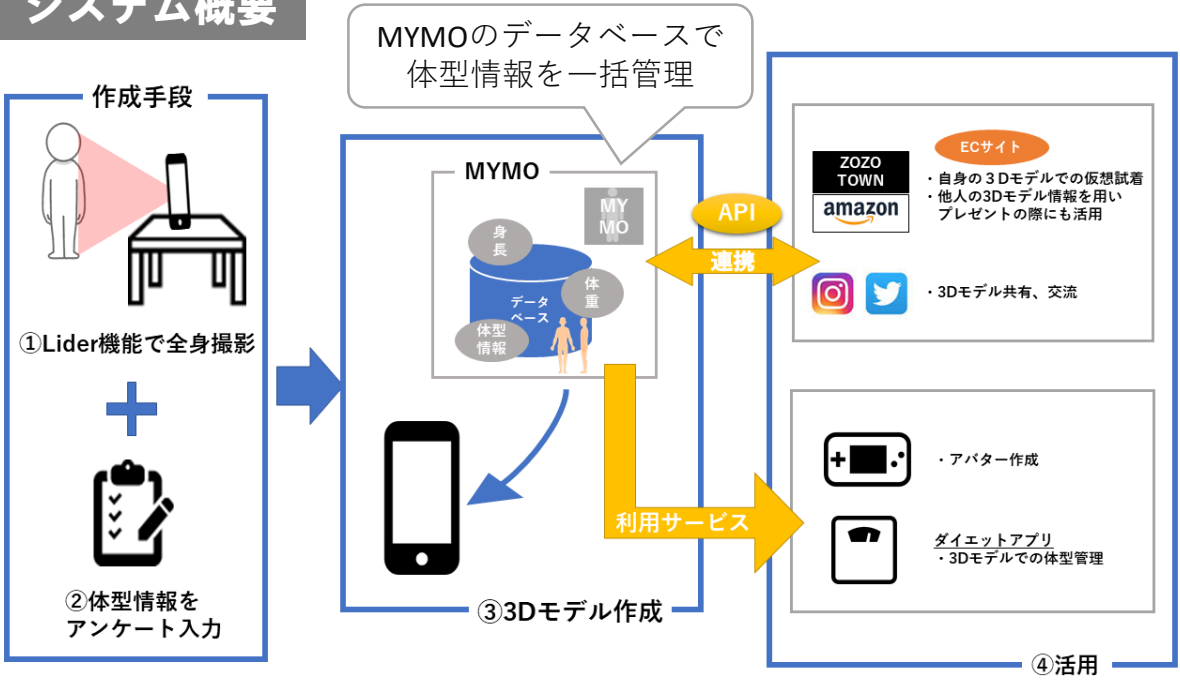 システム概要
MYMOのデータベースで
体型情報を一括管理
作成手段
①Lider機能で全身撮影
②体型情報を
アンケート入力
MYMO
MY
MO
身
長
データ
ベース
体
重
体型
情報
③3Dモデル作成
API
連携
利用サービス
ECサイト
ZOZO
TOWN
amazon
・自身の３Dモデルでの仮想試着
・他人の3Dモデル情報を用い
プレゼントの際にも活用
・3Dモデル共有、交流
・アバター作成
ダイエットアプリ
・3Dモデルでの体型管理
④活用